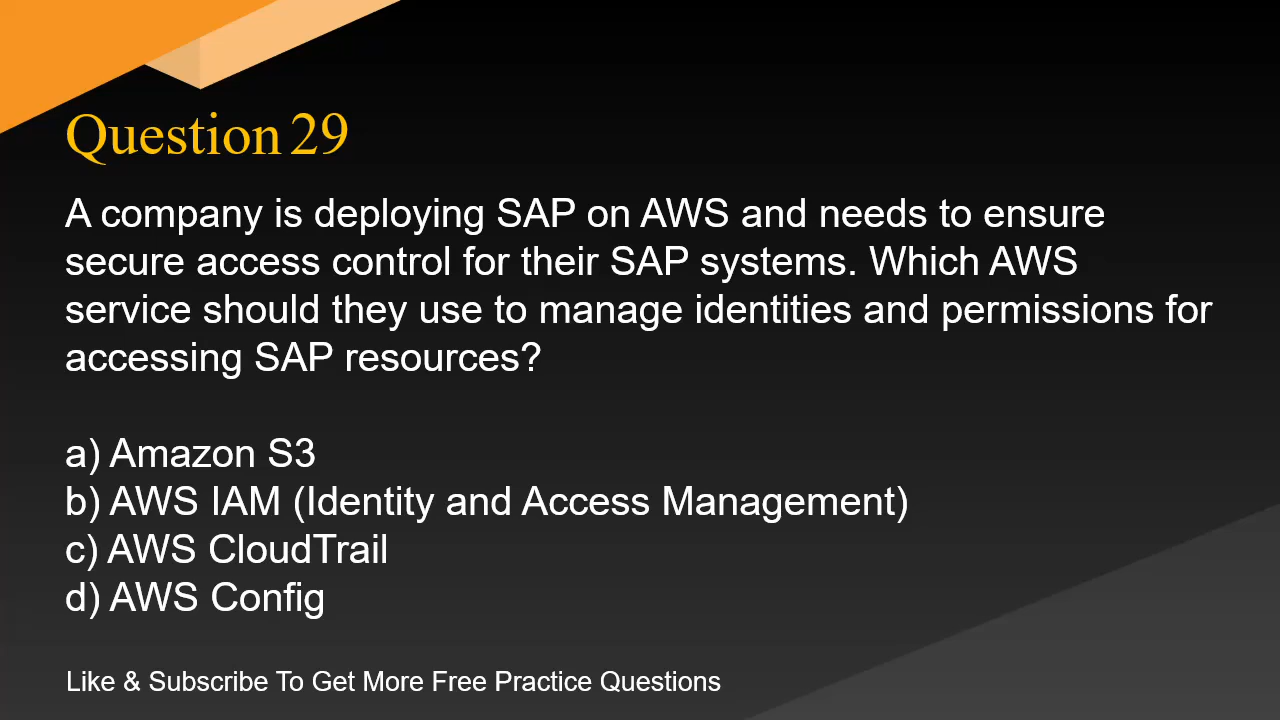 Question 29
A company is deploying SAP on AWS and needs to ensure
secure access control for their SAP systems. Which AWS
service should they use to manage identities and permissions for
accessing SAP resources?
a) Amazon S3
b) AWS IAM (Identity and Access Management)
c) AWS CloudTrail
d) AWS Config
Like & Subscribe To Get More Free Practice Questions